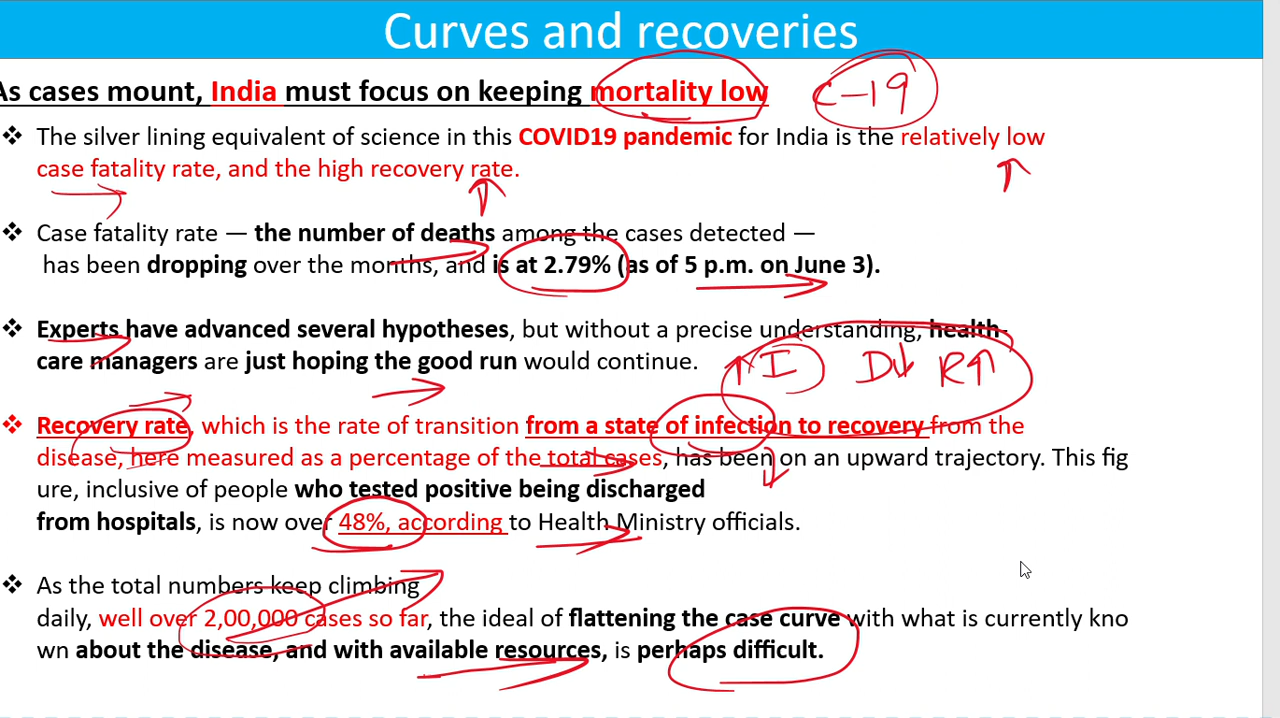 Curves and recoveries
As cases mount, India must focus on keeping mortality low
C-19
❖ The silver lining equivalent of science in this COVID19 pandemic for India is the relatively low
case fatality rate, and the high recovery rate.
❖ Case fatality rate — the number of deaths among the cases detected —
has been dropping over the months, and is at 2.79% (as of 5 p.m. on June 3).
❖ Experts have advanced several hypotheses, but without a precise understanding, health-
care managers are just hoping the good run would continue.
↑ I D↓ R↑
❖ Recovery rate, which is the rate of transition from a state of infection to recovery from the
disease, here measured as a percentage of the total cases, has been on an upward trajectory. This fig
ure, inclusive of people who tested positive being discharged
from hospitals, is now over 48%, according to Health Ministry officials.
❖ As the total numbers keep climbing
daily, well over 2,00,000 cases so far, the ideal of flattening the case curve with what is currently kno
wn about the disease, and with available resources, is perhaps difficult.